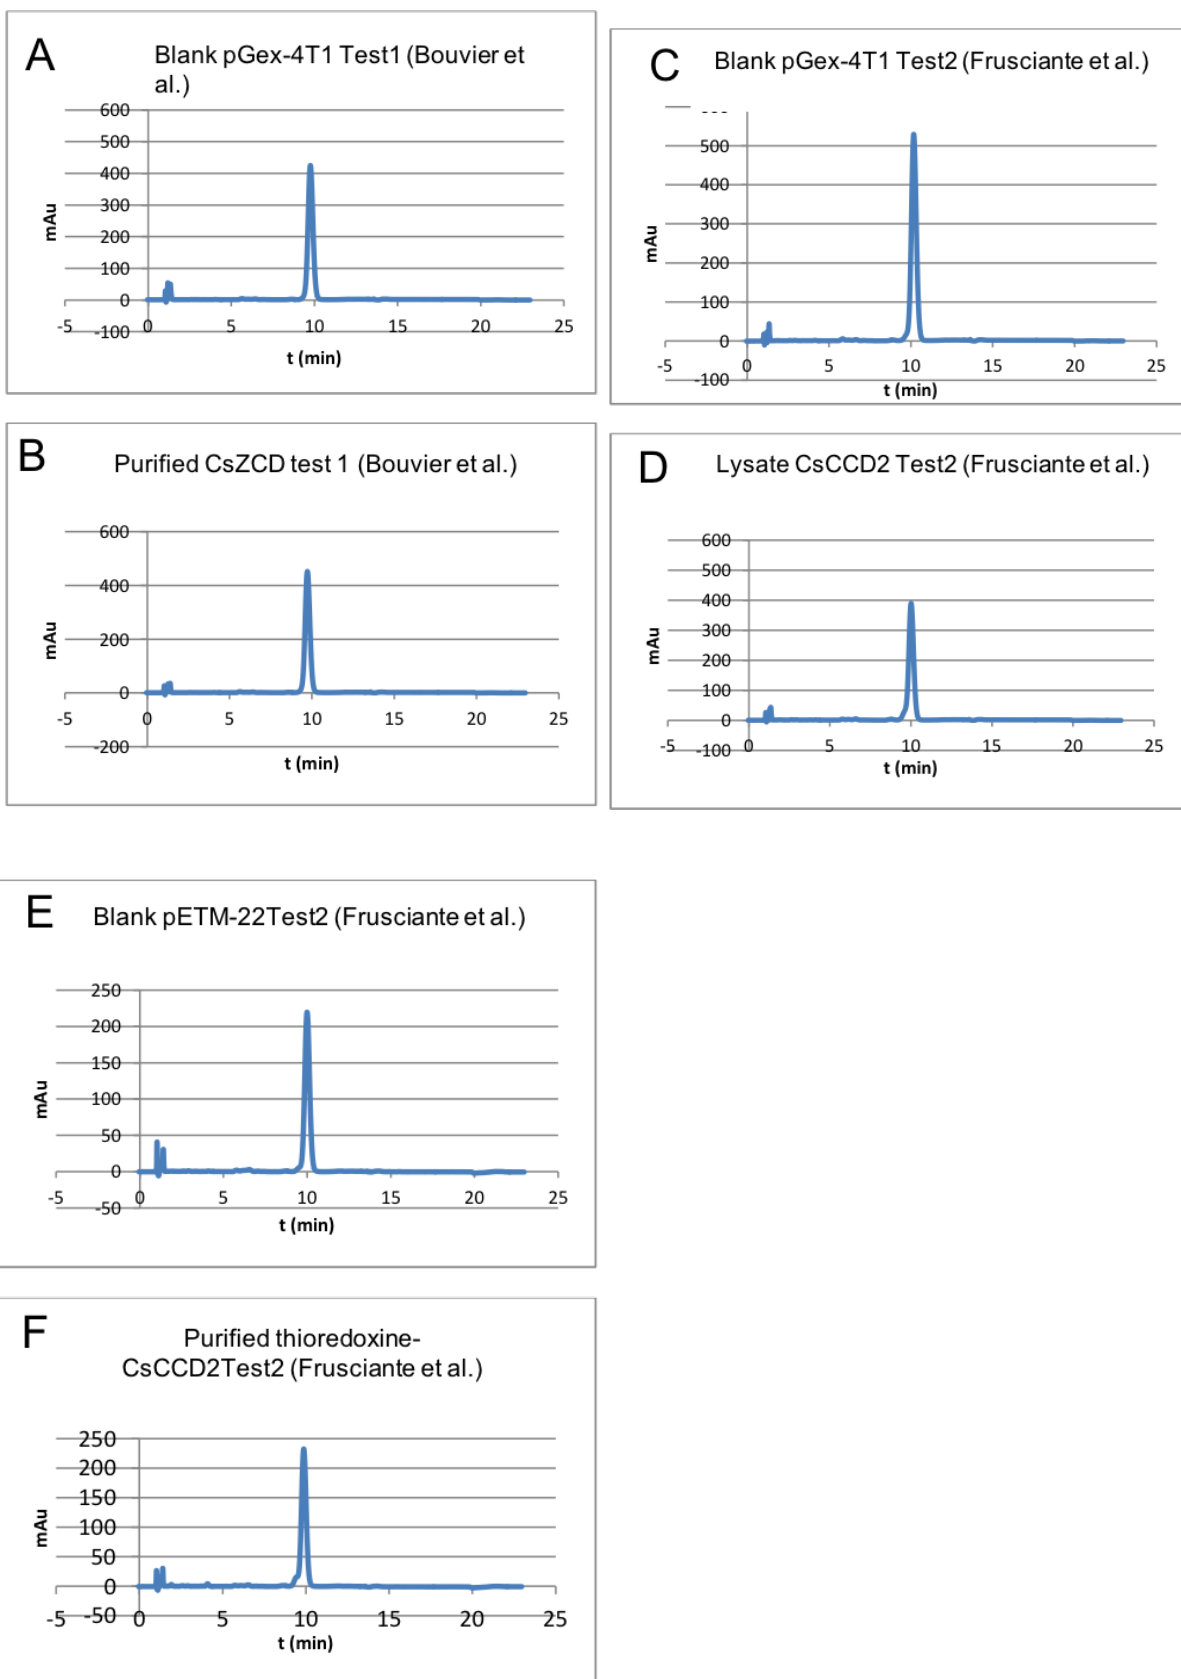 A
Blank pGex-4T1 Test1 (Bouvier et
al.)
600
500
400
300
200
100
0
-100
-5 0 5 10 15 20 25
mAu
t (min)
C
Blank pGex-4T1 Test2 (Frusciante et al.)
500
400
300
200
100
0
-100
-5 0 5 10 15 20 25
mAu
t (min)
B
Purified CsZCD test 1 (Bouvier et al.)
600
400
200
0
-200
-5 0 5 10 15 20 25
mAu
t (min)
D
Lysate CsCCD2 Test2 (Frusciante et al.)
600
500
400
300
200
100
0
-100
-5 0 5 10 15 20 25
mAu
t (min)
E
Blank pETM-22Test2 (Frusciante et al.)
250
200
150
100
50
0
-50
-5 0 5 10 15 20 25
mAu
t (min)
F
Purified thioredoxine-
CsCCD2Test2 (Frusciante et al.)
250
200
150
100
50
0
-50
-5 0 5 10 15 20 25
mAu
t (min)